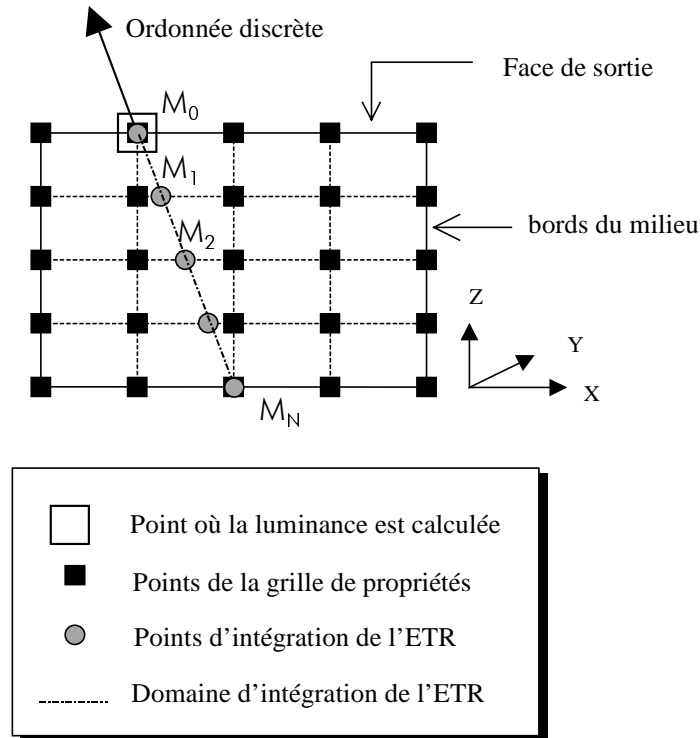 Ordonnée discrète
Face de sortie
M0
M1
bords du milieu
M2
Z
Y
X
MN
Point où la luminance est calculée
Points de la grille de propriétés
Points d'intégration de l'ETR
Domaine d'intégration de l'ETR